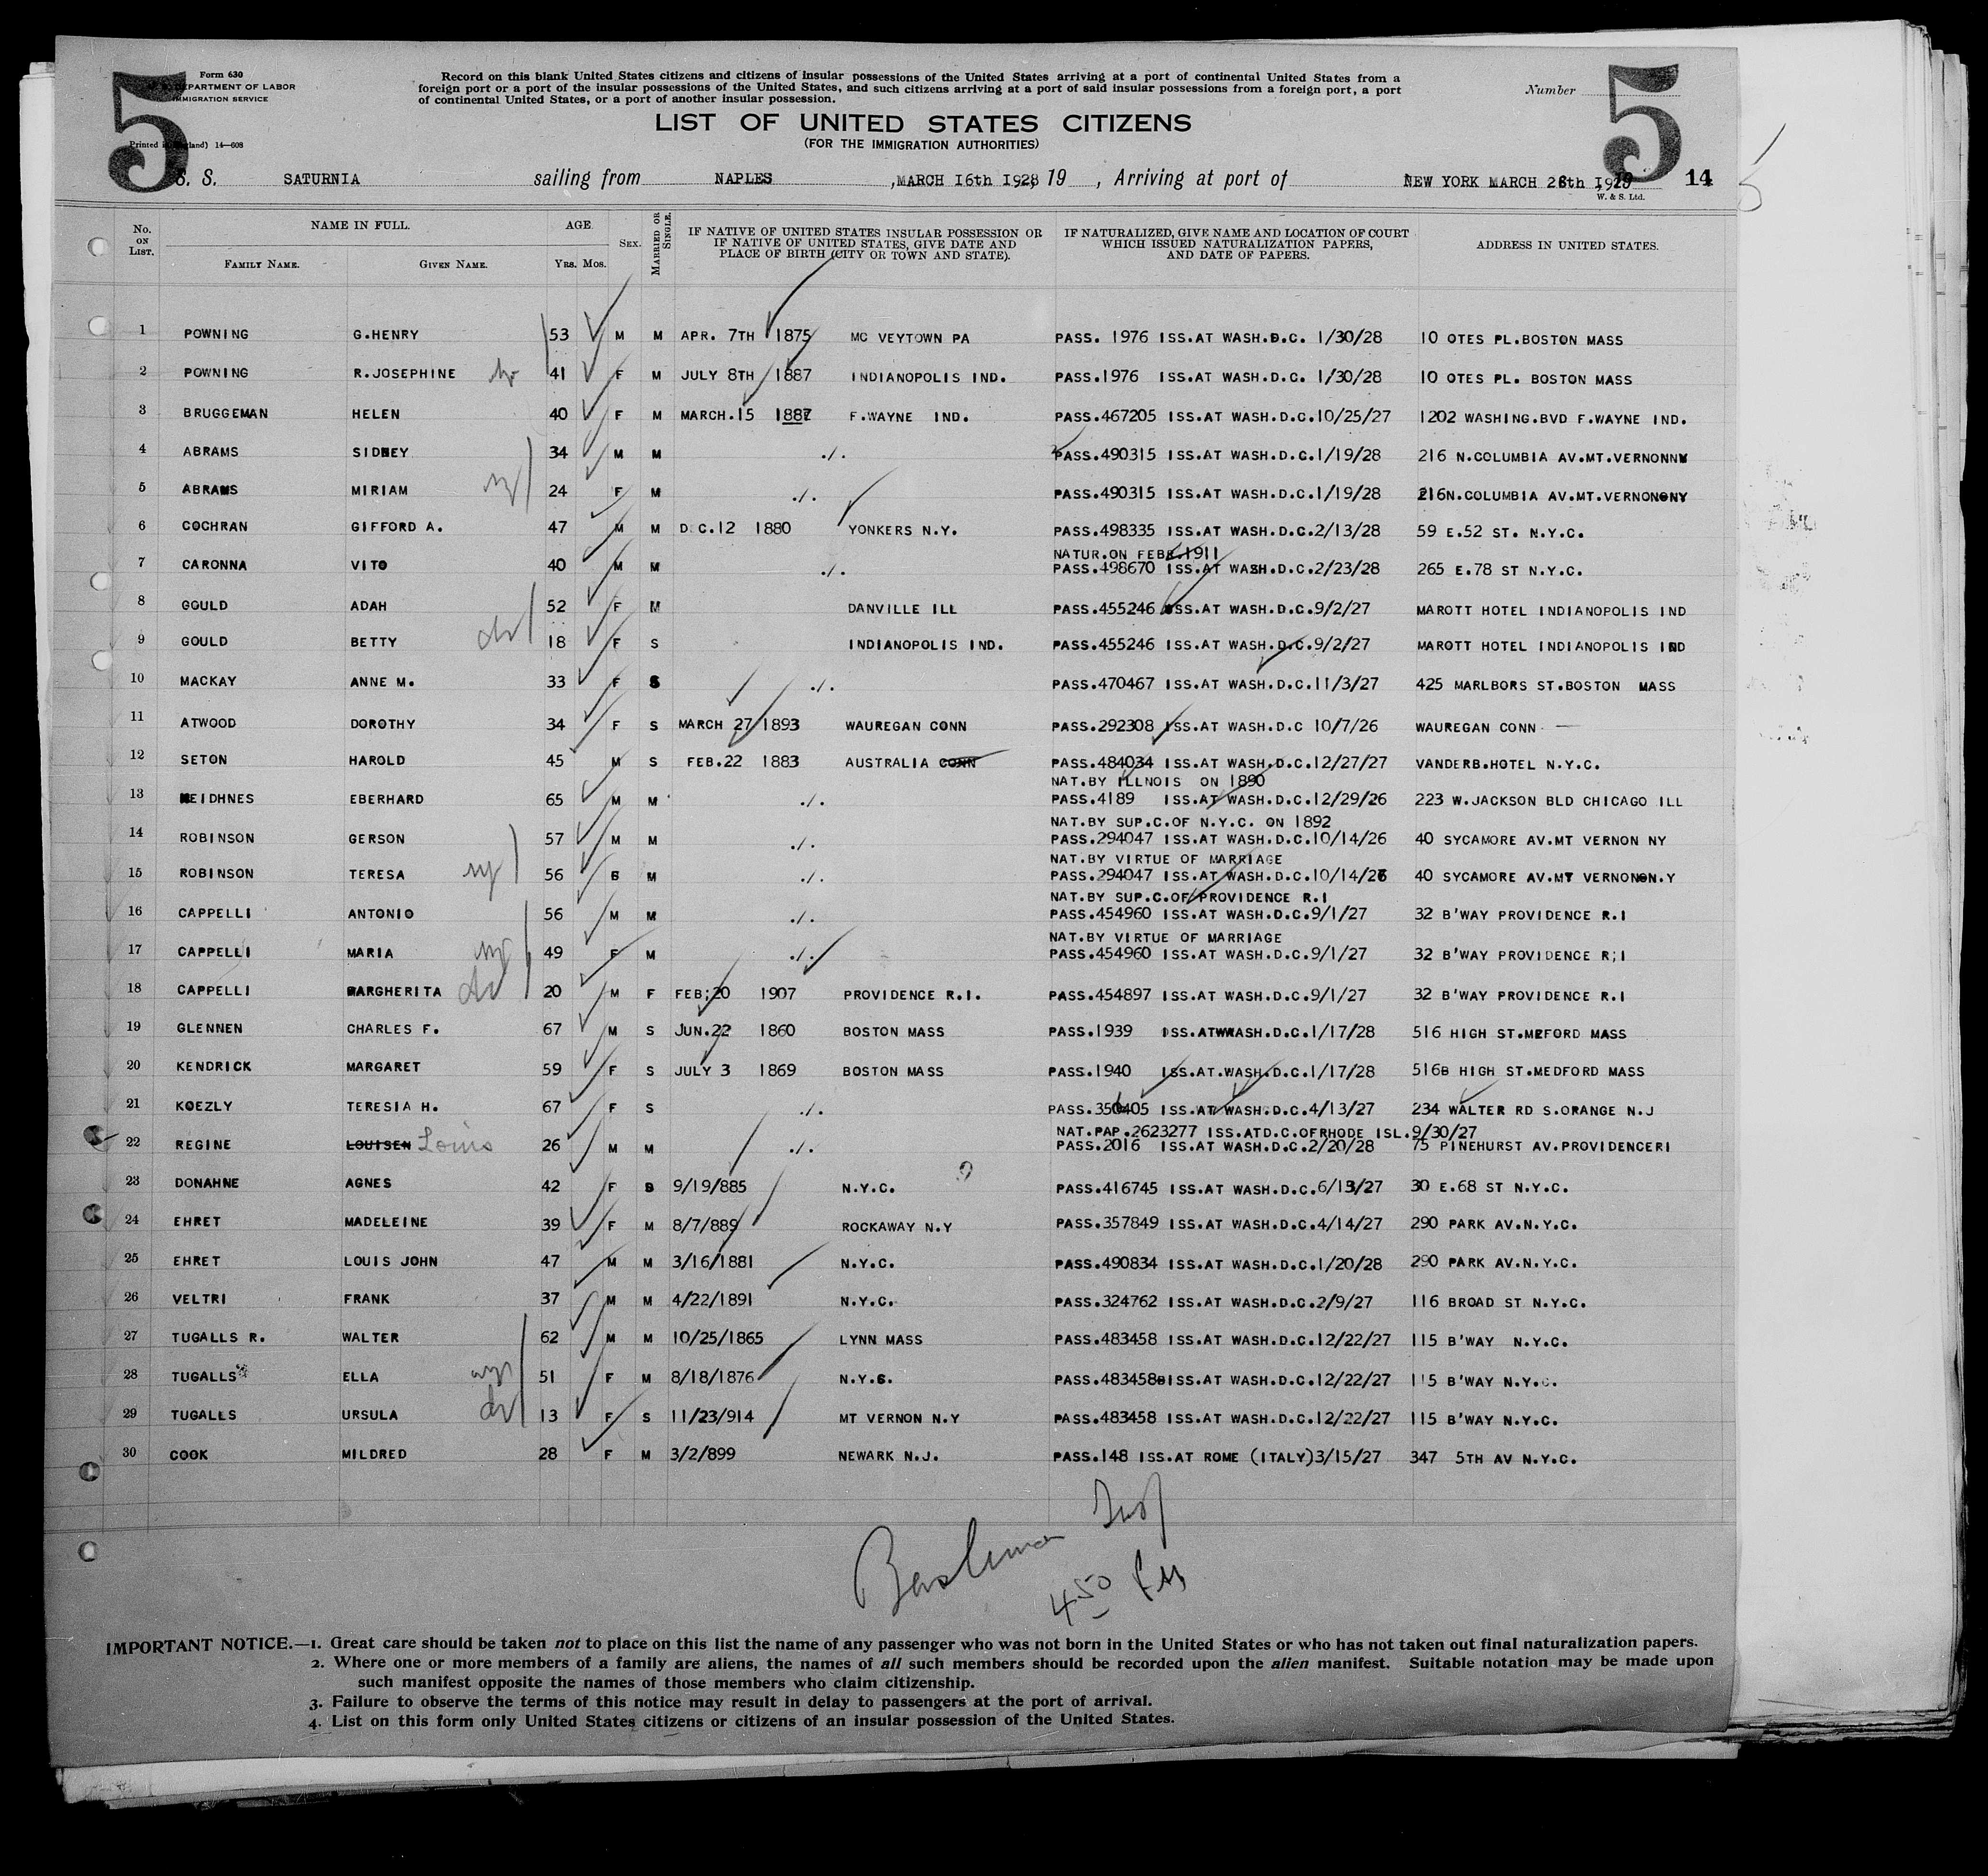 5
Form 630
DEPARTMENT OF LABOR
IMMIGRATION SERVICE
Printed in England) 14—608
Record on this blank United States citizens and citizens of insular possessions of the United States arriving at a port of continental United States from a
foreign port or a port of the insular possessions of the United States, and such citizens arriving at a port of said insular possessions from a foreign port, a port
of continental United States, or a port of another insular possession.
Number
5
LIST OF UNITED STATES CITIZENS
(FOR THE IMMIGRATION AUTHORITIES)
S. S. SATURNIA sailing from NAPLES ,MARCH 16th 1928, 19 , Arriving at port of NEW YORK MARCH 28th 14
W. & S. Ltd.
No. ON LIST. NAME IN FULL. FAMILY NAME. GIVEN NAME. AGE Yrs. Mos. SEX. MARRIED OR SINGLE. IF NATIVE OF UNITED STATES INSULAR POSSESSION OR IF NATIVE OF UNITED STATES, GIVE DATE AND PLACE OF BIRTH (CITY OR TOWN AND STATE). IF NATURALIZED, GIVE NAME AND LOCATION OF COURT WHICH ISSUED NATURALIZATION PAPERS, AND DATE OF PAPERS. ADDRESS IN UNITED STATES.
1 POWNING G.HENRY 53 M M APR. 7TH 1875 MC VEYTOWN PA PASS. 1976 ISS.AT WASH.D.C. 1/30/28 10 OTES PL.BOSTON MASS
2 POWNING R.JOSEPHINE 41 F M JULY 8TH 1887 INDIANOPOLIS IND. PASS.1976 ISS.AT WASH.D.C. 1/30/28 10 OTES PL. BOSTON MASS
3 BRUGGEMAN HELEN 40 F M MARCH.15 1887 F.WAYNE IND. PASS.467205 ISS.AT WASH.D.C.10/25/27 1202 WASHING.BVD F.WAYNE IND.
4 ABRAMS SIDNEY 34 M M ./. PASS.490315 ISS.AT WASH.D.C.1/19/28 216 N.COLUMBIA AV.MT.VERNONNY
5 ABRAMS MIRIAM 24 F M ./. PASS.490315 ISS.AT WASH.D.C.1/19/28 216N.COLUMBIA AV.MT.VERNONONY
6 COCHRAN GIFFORD A. 47 M M D C.12 1880 YONKERS N.Y. PASS.498335 ISS.AT WASH.D.C.2/13/28 59 E.52 ST. N.Y.C.
NATUR.ON FEBR.1911
7 CARONNA VITO 40 M M ./. PASS.498670 ISS.AT WASH.D.C.2/23/28 265 E.78 ST N.Y.C.
8 GOULD ADAH 52 F M DANVILLE ILL PASS.455246 ISS.AT WASH.D.C.9/2/27 MAROTT HOTEL INDIANOPOLIS IND
9 GOULD BETTY 18 F S INDIANOPOLIS IND. PASS.455246 ISS.AT WASH.D.C.9/2/27 MAROTT HOTEL INDIANOPOLIS IND
10 MACKAY ANNE M. 33 F S ./. PASS.470467 ISS.AT WASH.D.C.11/3/27 425 MARLBORS ST.BOSTON MASS
11 ATWOOD DOROTHY 34 F S MARCH 27 1893 WAUREGAN CONN PASS.292308 ISS.AT WASH.D.C 10/7/26 WAUREGAN CONN
12 SETON HAROLD 45 M S FEB.22 1883 AUSTRALIA CONN PASS.484034 ISS.AT WASH.D.C.12/27/27 VANDERB.HOTEL N.Y.C.
NAT.BY ILLNOIS ON 1890
13 NEIDHNES EBERHARD 65 M M ./. PASS.4189 ISS.AT WASH.D.C.12/29/26 223 W.JACKSON BLD CHICAGO ILL
NAT.BY SUP.C.OF N.Y.C. ON 1892
14 ROBINSON GERSON 57 M M ./. PASS.294047 ISS.AT WASH.D.C.10/14/26 40 SYCAMORE AV.MT VERNON NY
NAT.BY VIRTUE OF MARRIAGE
15 ROBINSON TERESA 56 M ./. PASS.294047 ISS.AT WASH.D.C.10/14/26 40 SYCAMORE AV.MT VERNONON.Y
NAT.BY SUP.C.OF PROVIDENCE R.I
16 CAPPELLI ANTONIO 56 M M ./. PASS.454960 ISS.AT WASH.D.C.9/1/27 32 B'WAY PROVIDENCE R.I
NAT.BY VIRTUE OF MARRIAGE
17 CAPPELLI MARIA 49 F M ./. PASS.454960 ISS.AT WASH.D.C.9/1/27 32 B'WAY PROVIDENCE R;I
18 CAPPELLI MARGHERITA 20 M F FEB;20 1907 PROVIDENCE R.I. PASS.454897 ISS.AT WASH.D.C.9/1/27 32 B'WAY PROVIDENCE R.I
19 GLENNEN CHARLES F. 67 M S JUN.22 1860 BOSTON MASS PASS.1939 ISS.ATWWASH.D.C.1/17/28 516 HIGH ST.MEFORD MASS
20 KENDRICK MARGARET 59 F S JULY 3 1869 BOSTON MASS PASS.1940 ISS.AT.WASH.D.C.1/17/28 516B HIGH ST.MEDFORD MASS
21 KOEZLY TERESIA H. 67 F S ./. PASS.350405 ISS.AT WASH.D.C.4/13/27 234 WALTER RD S.ORANGE N.J
NAT.PAP.2623277 ISS.ATD.C.OFRHODE ISL.9/30/27
22 REGINE LOUISEN Louis 26 M M ./. PASS.2016 ISS.AT WASH.D.C.2/20/28 75 PINEHURST AV.PROVIDENCERI
23 DONAHNE AGNES 42 F S 9/19/885 N.Y.C. PASS.416745 ISS.AT WASH.D.C.6/13/27 30 E.68 ST N.Y.C.
24 EHRET MADELEINE 39 F M 8/7/889 ROCKAWAY N.Y PASS.357849 ISS.AT WASH.D.C.4/14/27 290 PARK AV.N.Y.C.
25 EHRET LOUIS JOHN 47 M M 3/16/1881 N.Y.C. PASS.490834 ISS.AT WASH.D.C.1/20/28 290 PARK AV.N.Y.C.
26 VELTRI FRANK 37 M M 4/22/1891 N.Y.C. PASS.324762 ISS.AT WASH.D.C.2/9/27 116 BROAD ST N.Y.C.
27 TUGALLS R. WALTER 62 M M 10/25/1865 LYNN MASS PASS.483458 ISS.AT WASH.D.C.12/22/27 115 B'WAY N.Y.C.
28 TUGALLS ELLA 51 F M 8/18/1876 N.Y.C. PASS.483458 ISS.AT WASH.D.C.12/22/27 115 B'WAY N.Y.C.
29 TUGALLS URSULA 13 F S 11/23/914 MT VERNON N.Y PASS.483458 ISS.AT WASH.D.C.12/22/27 115 B'WAY N.Y.C.
30 COOK MILDRED 28 F M 3/2/899 NEWARK N.J. PASS.148 ISS.AT ROME (ITALY)3/15/27 347 5TH AV N.Y.C.
450
IMPORTANT NOTICE.—1. Great care should be taken not to place on this list the name of any passenger who was not born in the United States or who has not taken out final naturalization papers.
2. Where one or more members of a family are aliens, the names of all such members should be recorded upon the alien manifest. Suitable notation may be made upon
such manifest opposite the names of those members who claim citizenship.
3. Failure to observe the terms of this notice may result in delay to passengers at the port of arrival.
4. List on this form only United States citizens or citizens of an insular possession of the United States.